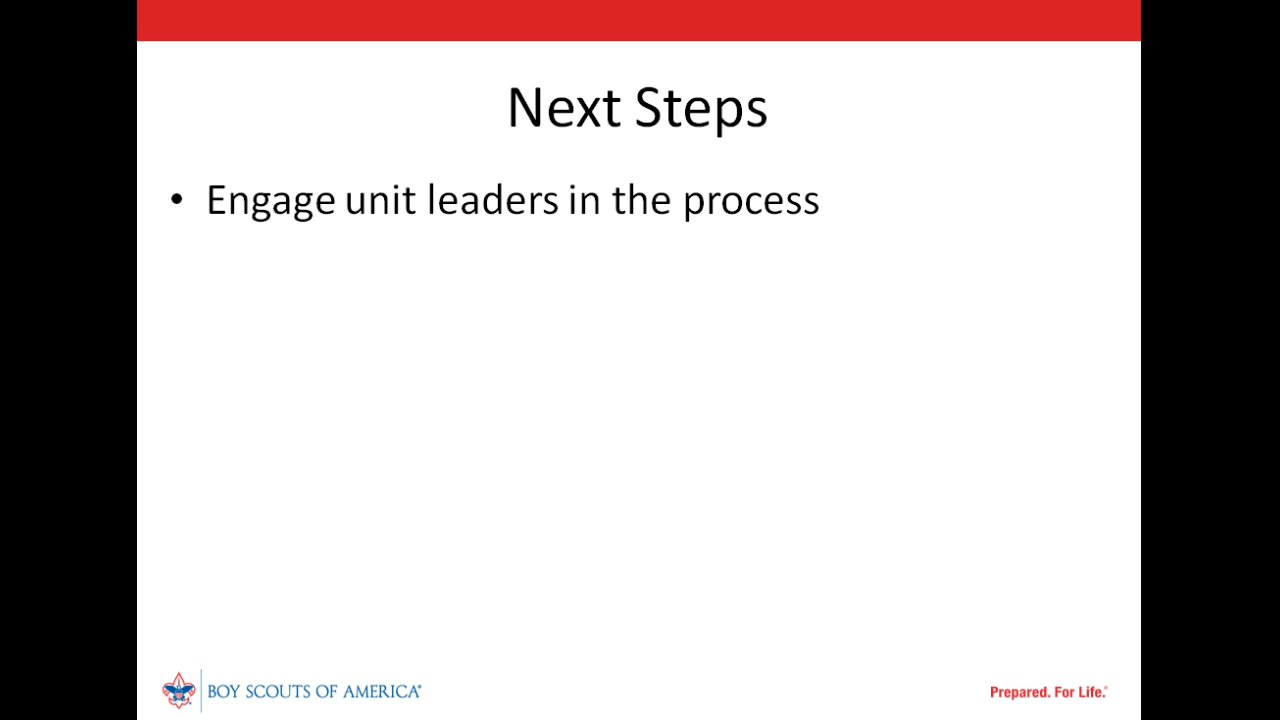 Next Steps
• Engage unit leaders in the process
BOY SCOUTS OF AMERICA®
Prepared. For Life.®